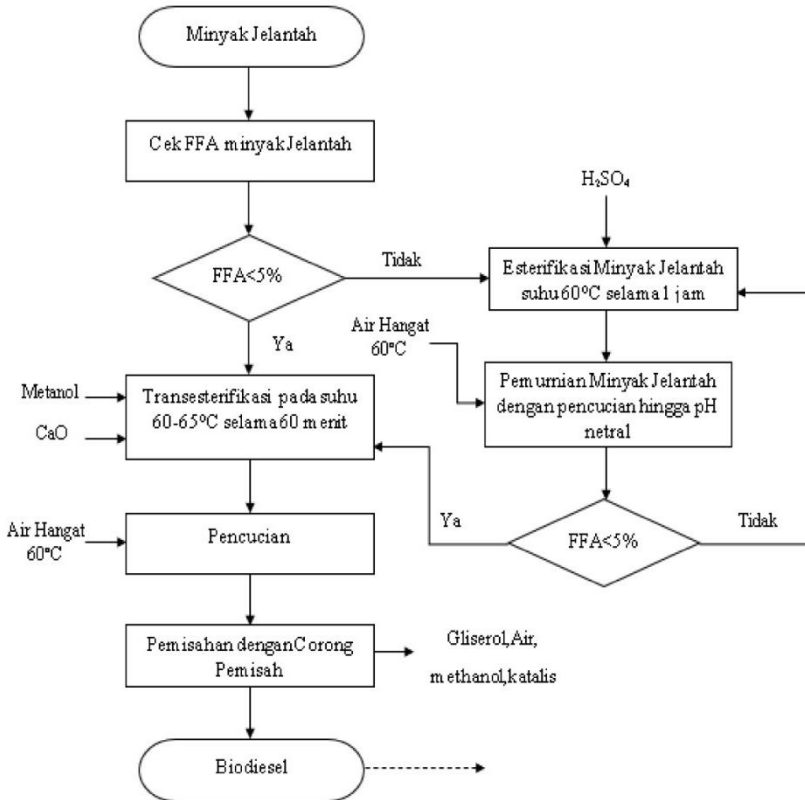 Minyak Jelantah
Cek FFA minyak Jelantah
H₂SO₄
FFA<5%
Tidak
Esterifikasi Minyak Jelantah
suhu 60ºC selama 1 jam
Ya
Air Hangat
60°C
Pemurnian Minyak Jelantah
dengan pencucian hingga pH
netral
Metanol
CaO
Transesterifikasi pada suhu
60-65ºC selama 60 menit
Ya
FFA<5%
Tidak
Air Hangat
60°C
Pencucian
Pemisahan dengan Corong
Pemisah
Gliserol, Air,
methanol, katalis
Biodiesel